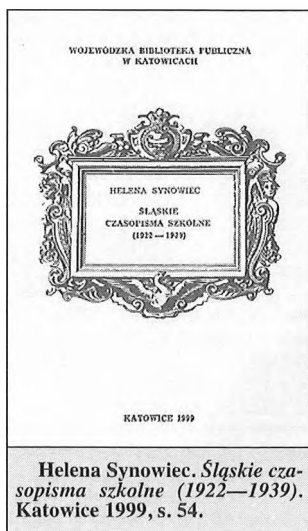 WOJEWÓDZKA BIBLIOTEKA PUBLICZNA
W KATOWICACH
HELENA SYNOWIEC
ŚLĄSKIE
CZASOPISMA SZKOLNE
(1922 — 1939)
KATOWICE 1999
Helena Synowiec. Śląskie cza-
sopisma szkolne (1922—1939).
Katowice 1999, s. 54.